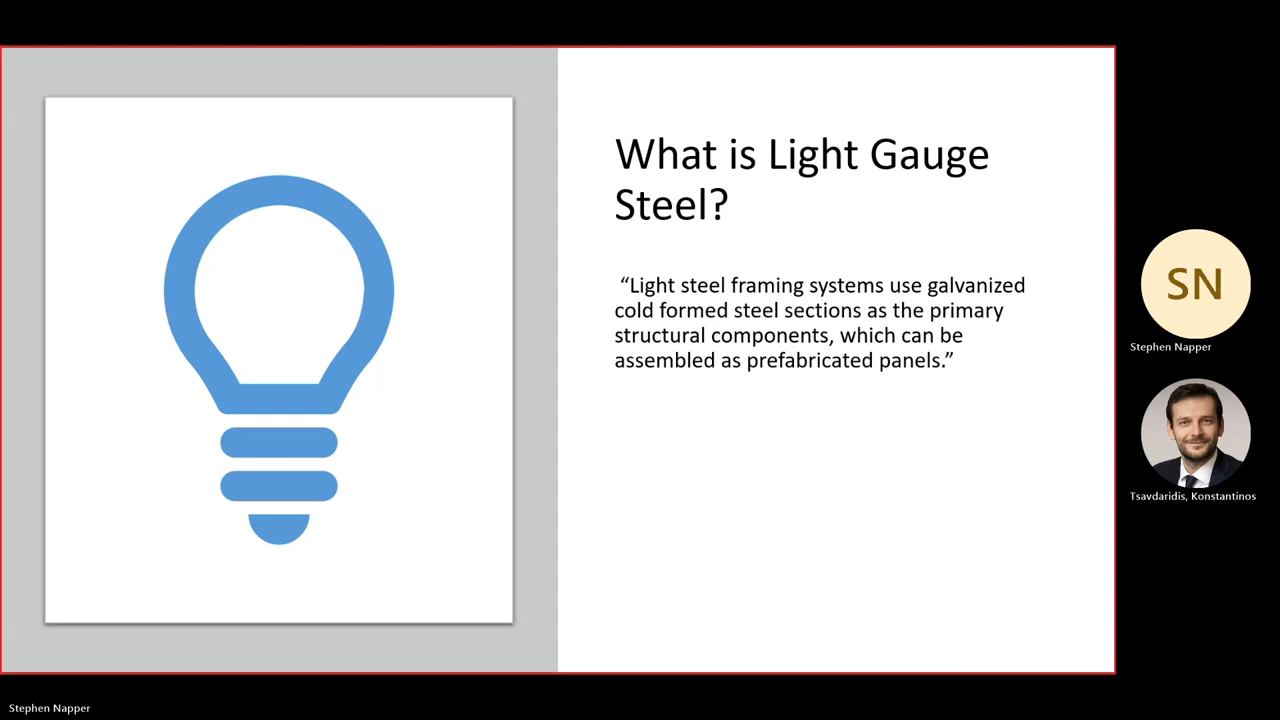 What is Light Gauge
Steel?
“Light steel framing systems use galvanized
cold formed steel sections as the primary
structural components, which can be
assembled as prefabricated panels.”
SN
Stephen Napper
Tsavdaridis, Konstantinos
Stephen Napper